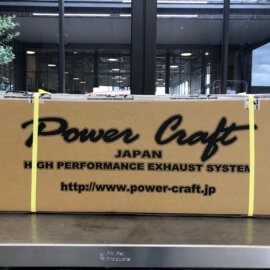 Power Craft
JAPAN
HIGH PERFORMANCE EXHAUST SYSTEM
http://www.power-craft.jp